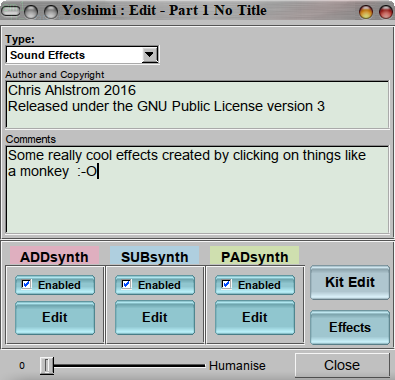 Yoshimi : Edit - Part 1 No Title
Type:
Sound Effects
Author and Copyright
Chris Ahlstrom 2016
Released under the GNU Public License version 3
Comments
Some really cool effects created by clicking on things like
a monkey  :-O
ADDsynth SUBsynth PADsynth
Enabled Enabled Enabled Kit Edit
Edit Edit Edit Effects
0 Humanise Close